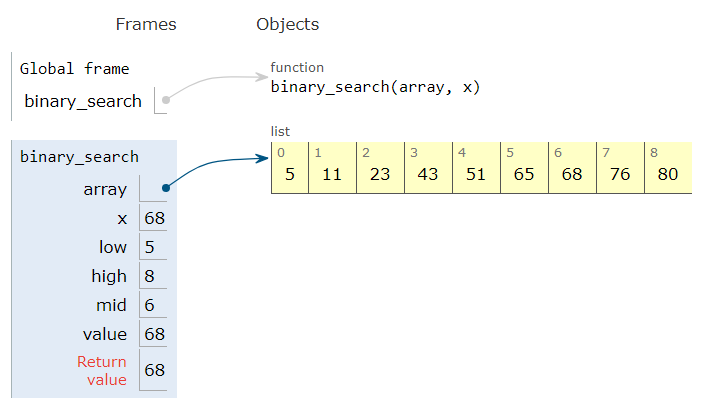 Frames Objects
Global frame
binary_search
function
binary_search(array, x)
list
0 1 2 3 4 5 6 7 8
5 11 23 43 51 65 68 76 80
binary_search
array
x 68
low 5
high 8
mid 6
value 68
Return
value 68